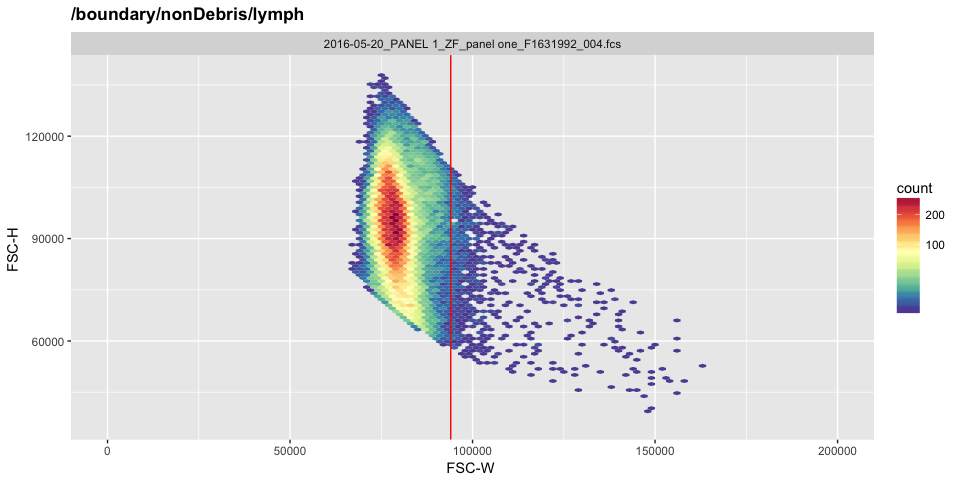 /boundary/nonDebris/lymph
2016-05-20_PANEL 1_ZF_panel one_F1631992_004.fcs
FSC-H
120000
90000
60000
0
50000
100000
150000
200000
FSC-W
count
200
100